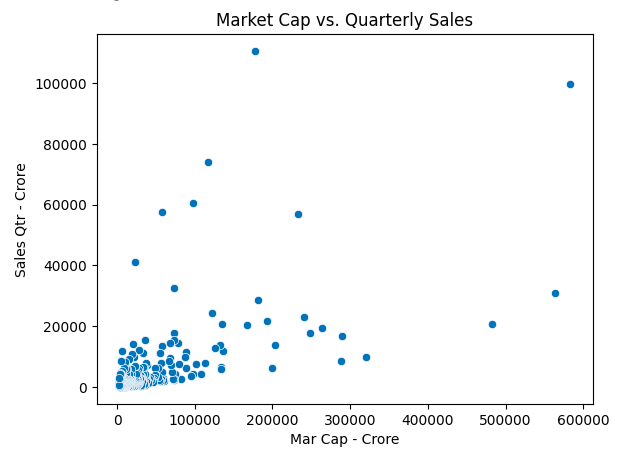 Market Cap vs. Quarterly Sales
100000
80000
60000
40000
20000
0
Sales Qtr - Crore
0 100000 200000 300000 400000 500000 600000
Mar Cap - Crore